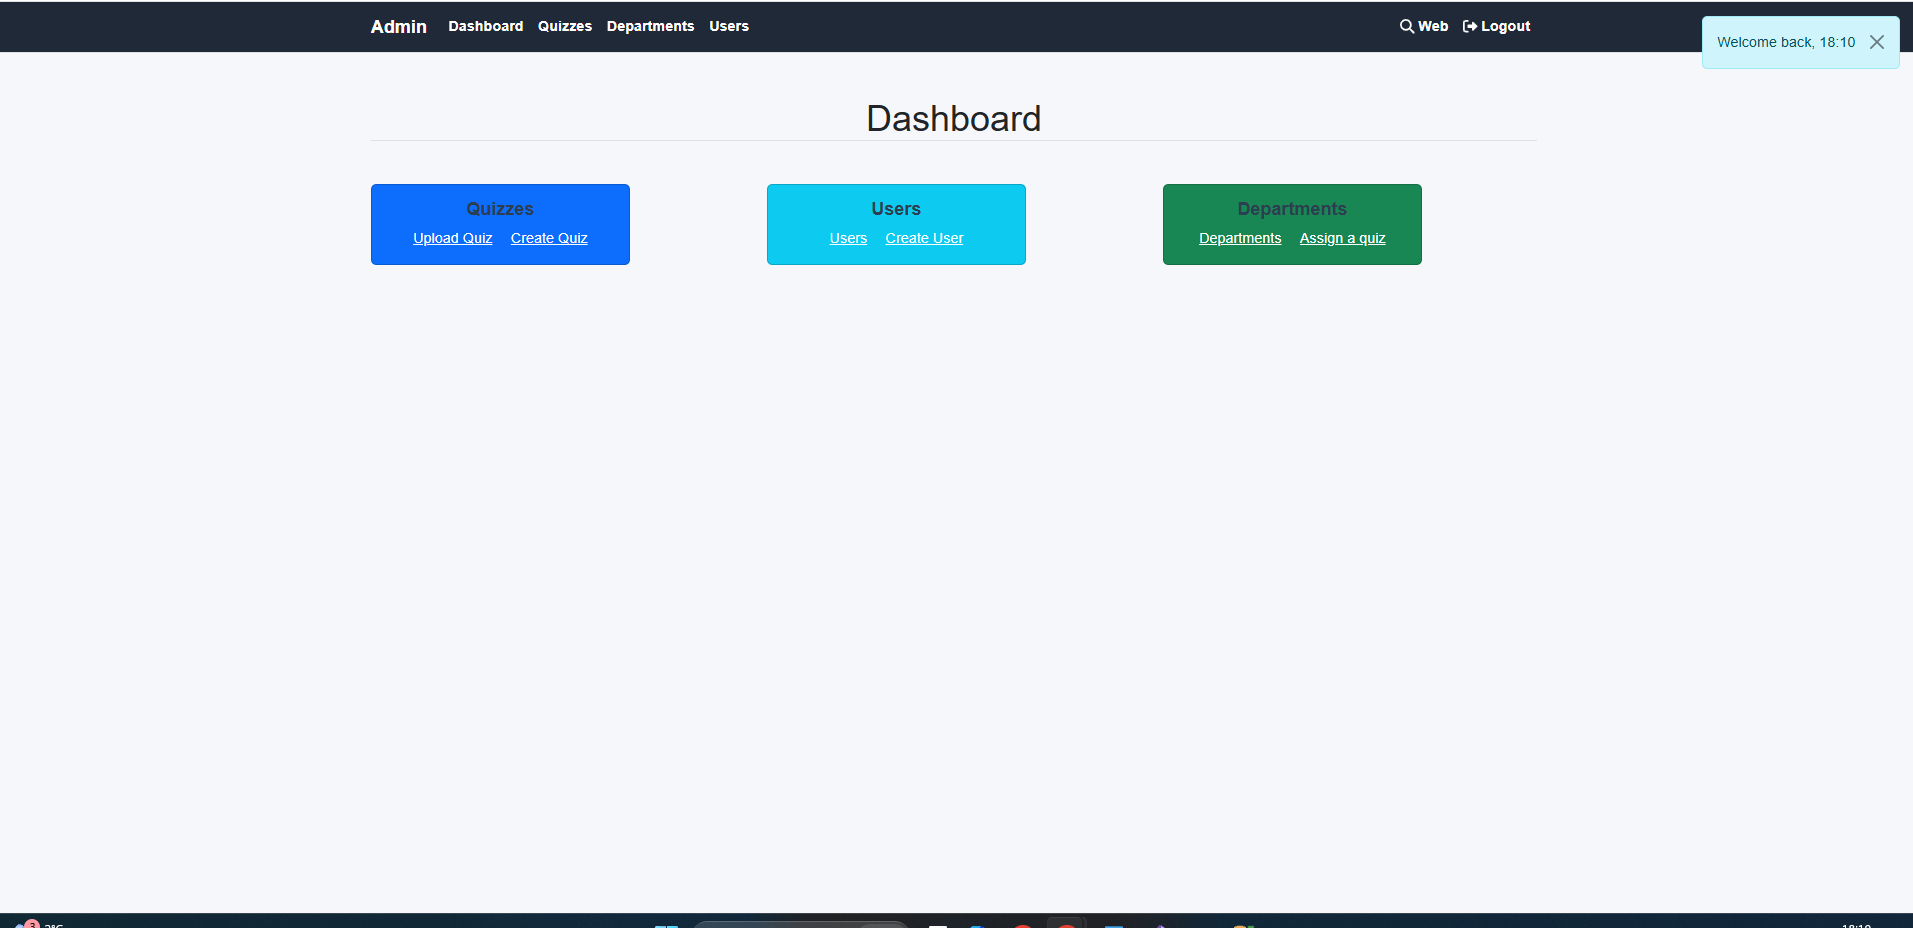 Admin Dashboard Quizzes Departments Users Web Logout
Welcome back, 18:10
Dashboard
Quizzes
Upload Quiz Create Quiz
Users
Users Create User
Departments
Departments Assign a quiz
3